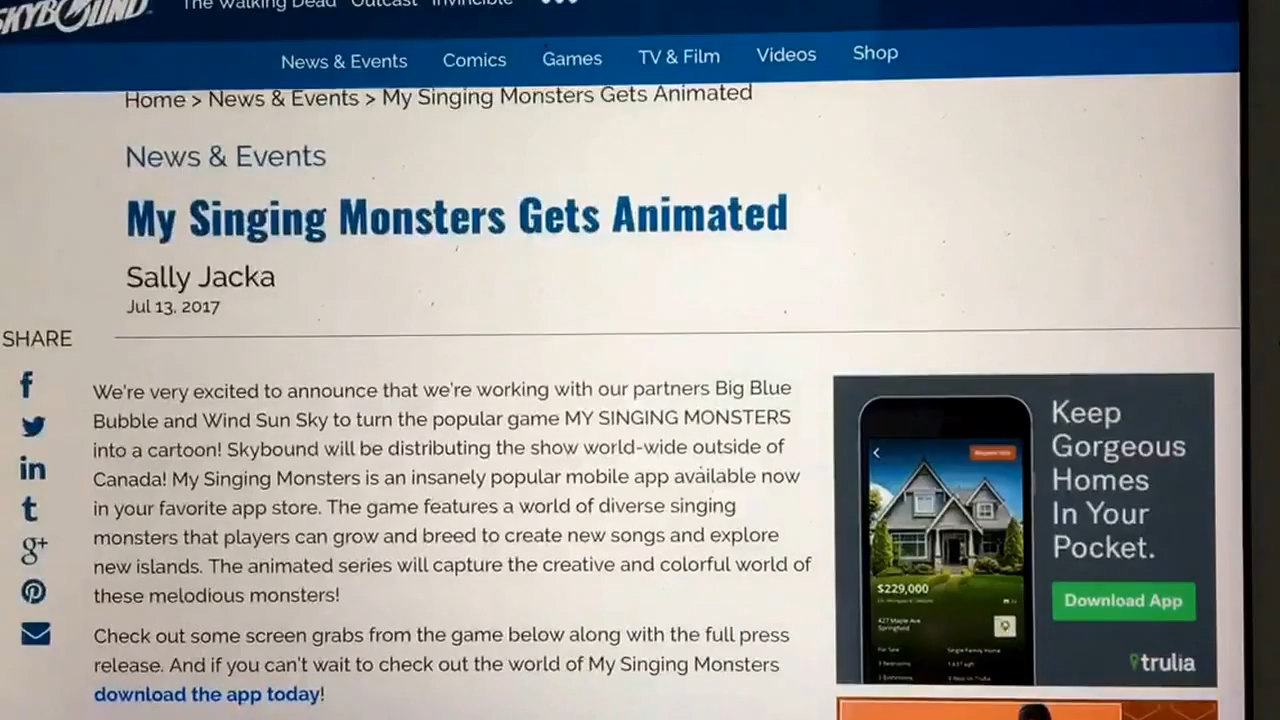 SKYBOUND
The Walking Dead Outcast Invincible
News & Events Comics Games TV & Film Videos Shop
Home > News & Events > My Singing Monsters Gets Animated
News & Events
My Singing Monsters Gets Animated
Sally Jacka
Jul 13, 2017
SHARE
We're very excited to announce that we're working with our partners Big Blue
Bubble and Wind Sun Sky to turn the popular game MY SINGING MONSTERS
into a cartoon! Skybound will be distributing the show world-wide outside of
Canada! My Singing Monsters is an insanely popular mobile app available now
in your favorite app store. The game features a world of diverse singing
monsters that players can grow and breed to create new songs and explore
new islands. The animated series will capture the creative and colorful world of
these melodious monsters!
Check out some screen grabs from the game below along with the full press
release. And if you can't wait to check out the world of My Singing Monsters
download the app today!
Keep
Gorgeous
Homes
In Your
Pocket.
Download App
trulia
$229,000
427 Maple Ave
Springfield
For Sale Single Family Home